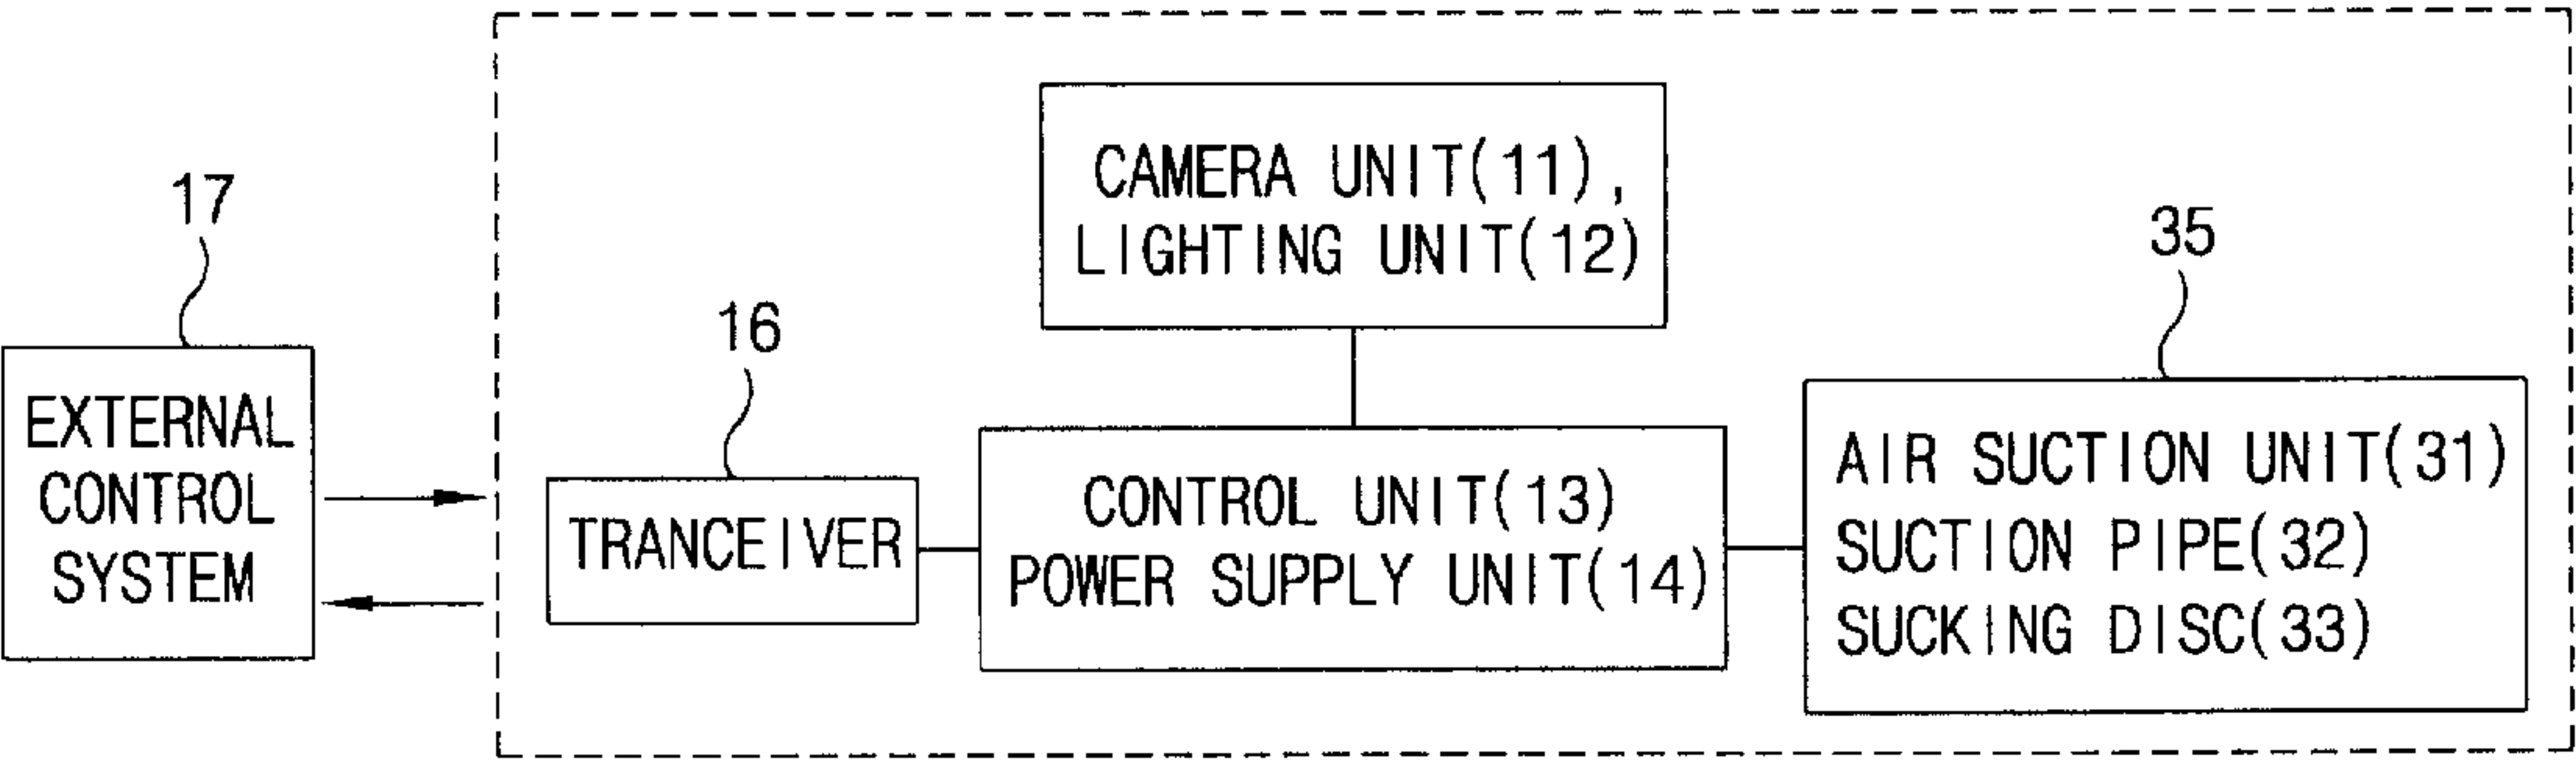 17
EXTERNAL
CONTROL
SYSTEM
16
TRANCEIVER
CAMERA UNIT(11),
LIGHTING UNIT(12)
CONTROL UNIT(13)
POWER SUPPLY UNIT(14)
35
AIR SUCTION UNIT(31)
SUCTION PIPE(32)
SUCKING DISC(33)